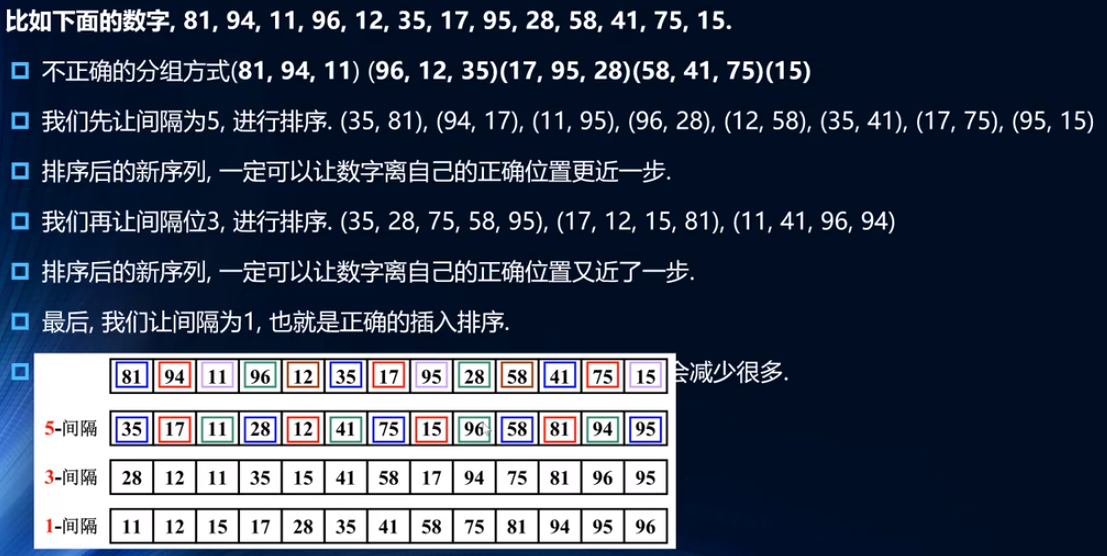 比如下面的数字, 81, 94, 11, 96, 12, 35, 17, 95, 28, 58, 41, 75, 15.
不正确的分组方式(81, 94, 11) (96, 12, 35)(17, 95, 28)(58, 41, 75)(15)
我们先让间隔为5, 进行排序. (35, 81), (94, 17), (11, 95), (96, 28), (12, 58), (35, 41), (17, 75), (95, 15)
排序后的新序列, 一定可以让数字离自己的正确位置更近一步.
我们再让间隔位3, 进行排序. (35, 28, 75, 58, 95), (17, 12, 15, 81), (11, 41, 96, 94)
排序后的新序列, 一定可以让数字离自己的正确位置又近了一步.
最后, 我们让间隔为1, 也就是正确的插入排序.
会减少很多.
81 94 11 96 12 35 17 95 28 58 41 75 15
5-间隔 35 17 11 28 12 41 75 15 96 58 81 94 95
3-间隔 28 12 11 35 15 41 58 17 94 75 81 96 95
1-间隔 11 12 15 17 28 35 41 58 75 81 94 95 96